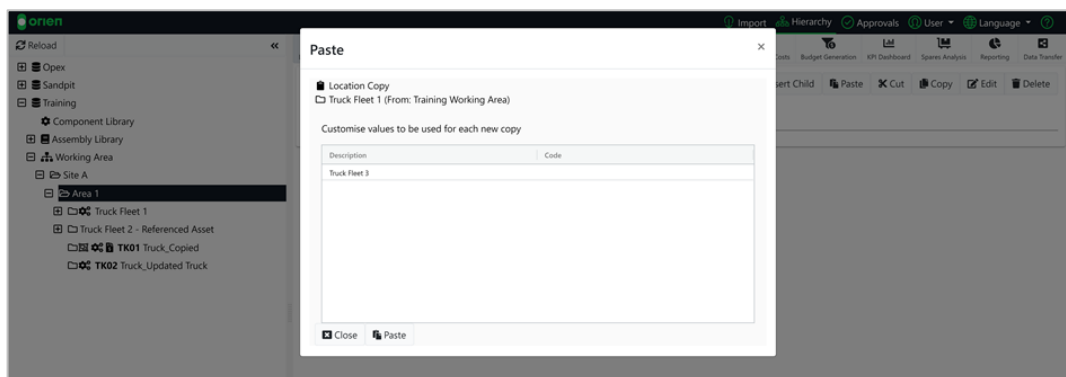 orien
Import Hierarchy Approvals User Language
Reload
Costs Budget Generation KPI Dashboard Spares Analysis Reporting Data Transfer
Child Paste Cut Copy Edit Delete
Opex
Sandpit
Training
Component Library
Assembly Library
Working Area
Site A
Area 1
Truck Fleet 1
Truck Fleet 2 - Referenced Asset
TK01 Truck_Copied
TK02 Truck_Updated Truck
Paste
Location Copy
Truck Fleet 1 (From: Training Working Area)
Customise values to be used for each new copy
Description Code
Truck Fleet 3
Close Paste